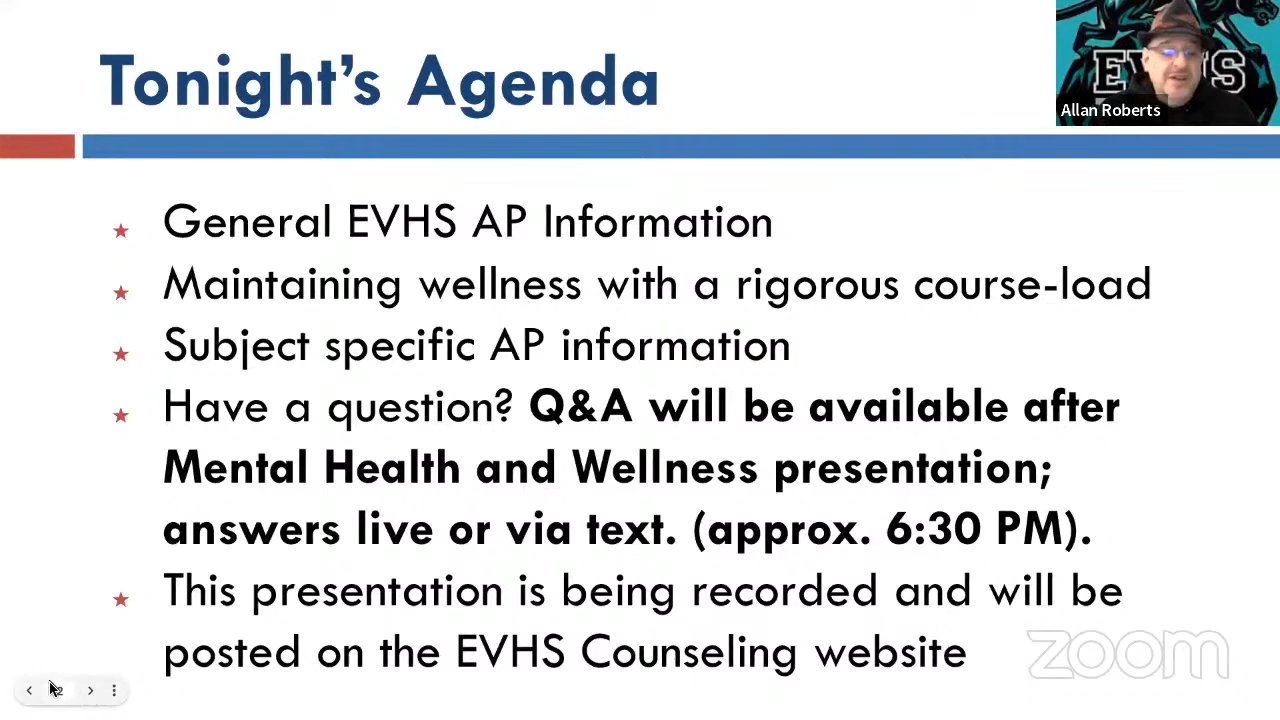 Tonight's Agenda
EVHS
Allan Roberts
★ General EVHS AP Information
★ Maintaining wellness with a rigorous course-load
★ Subject specific AP information
★ Have a question? Q&A will be available after
Mental Health and Wellness presentation;
answers live or via text. (approx. 6:30 PM).
★ This presentation is being recorded and will be
posted on the EVHS Counseling website
zoom